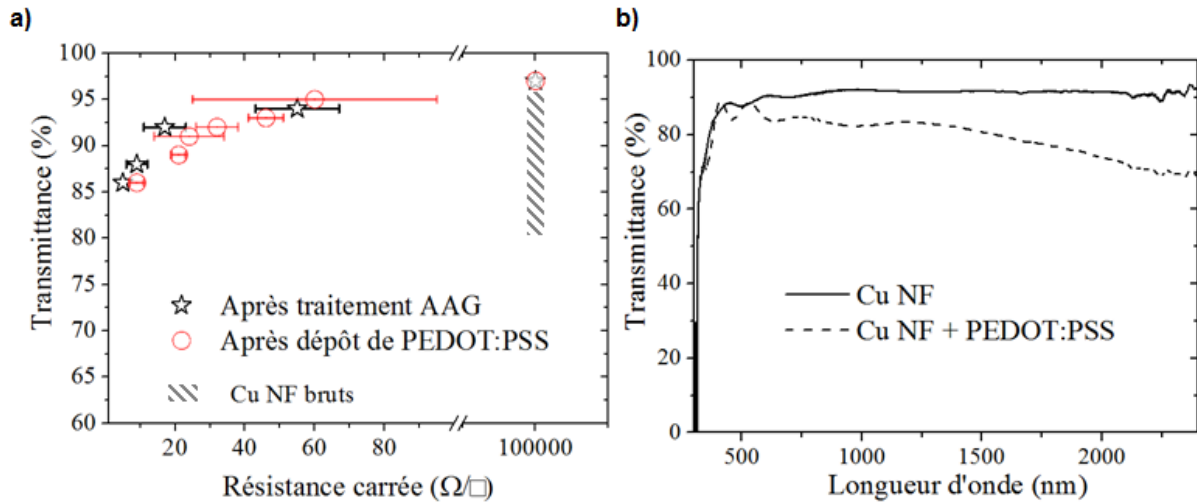 a)
100
95
90
85
80
75
70
65
60
Transmittance (%)
20
40
60
80
100000
Résistance carrée (Ω/□)
Après traitement AAG
Après dépôt de PEDOT:PSS
Cu NF bruts
b)
100
80
60
40
20
0
Transmittance (%)
500
1000
1500
2000
Longueur d'onde (nm)
Cu NF
Cu NF + PEDOT:PSS